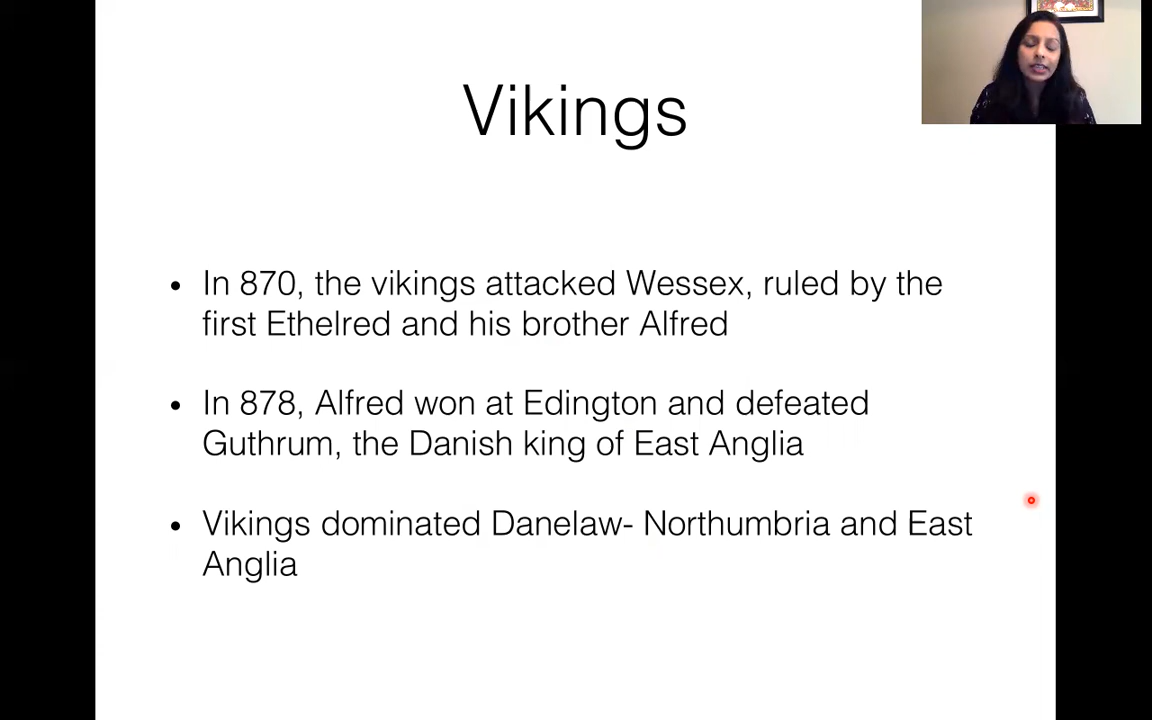 Vikings
• In 870, the vikings attacked Wessex, ruled by the
first Ethelred and his brother Alfred
• In 878, Alfred won at Edington and defeated
Guthrum, the Danish king of East Anglia
• Vikings dominated Danelaw- Northumbria and East
Anglia